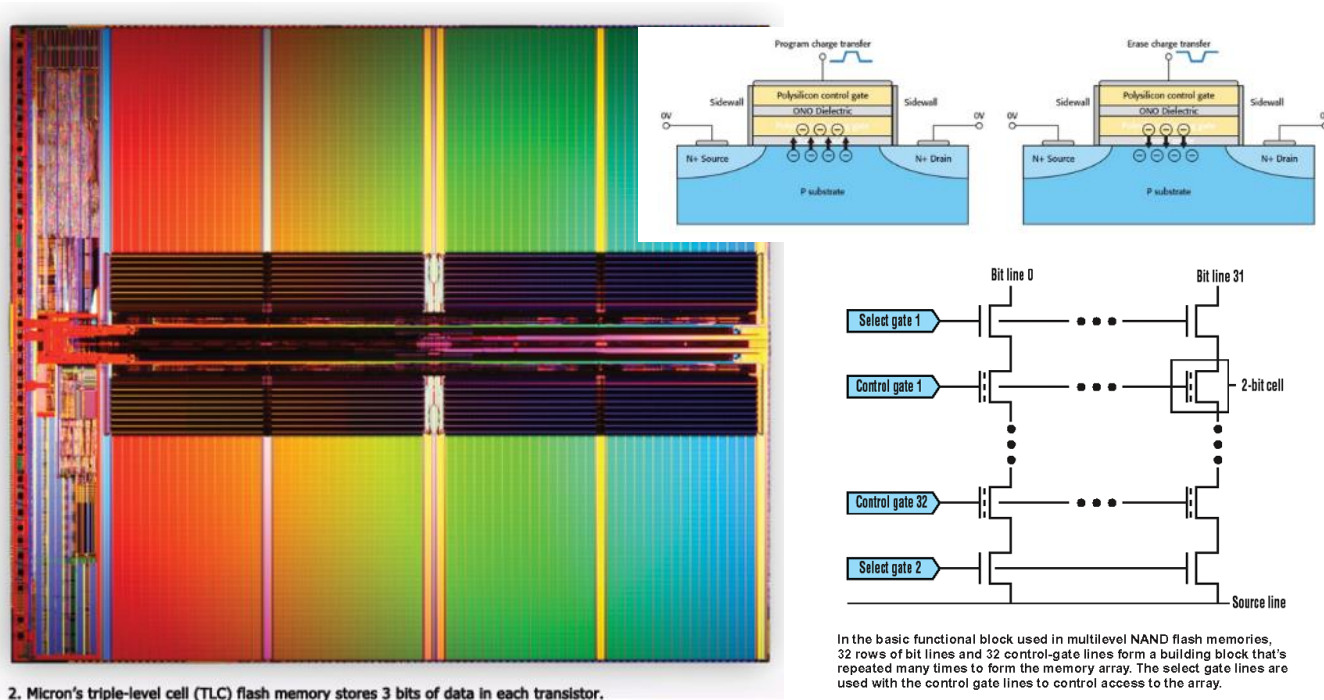 Program charge transfer
Polysilicon control gate
ONO Dielectric
Sidewall
Sidewall
0V
0V
N+ Source
N+ Drain
P substrate
Erase charge transfer
Polysilicon control gate
ONO Dielectric
Sidewall
Sidewall
0V
N+ Source
N+ Drain
P substrate
Bit line 0
Bit line 31
Select gate 1
Control gate 1
2-bit cell
Control gate 32
Select gate 2
Source line
In the basic functional block used in multilevel NAND flash memories,
32 rows of bit lines and 32 control-gate lines form a building block that's
repeated many times to form the memory array. The select gate lines are
used with the control gate lines to control access to the array.
2. Micron's triple-level cell (TLC) flash memory stores 3 bits of data in each transistor.